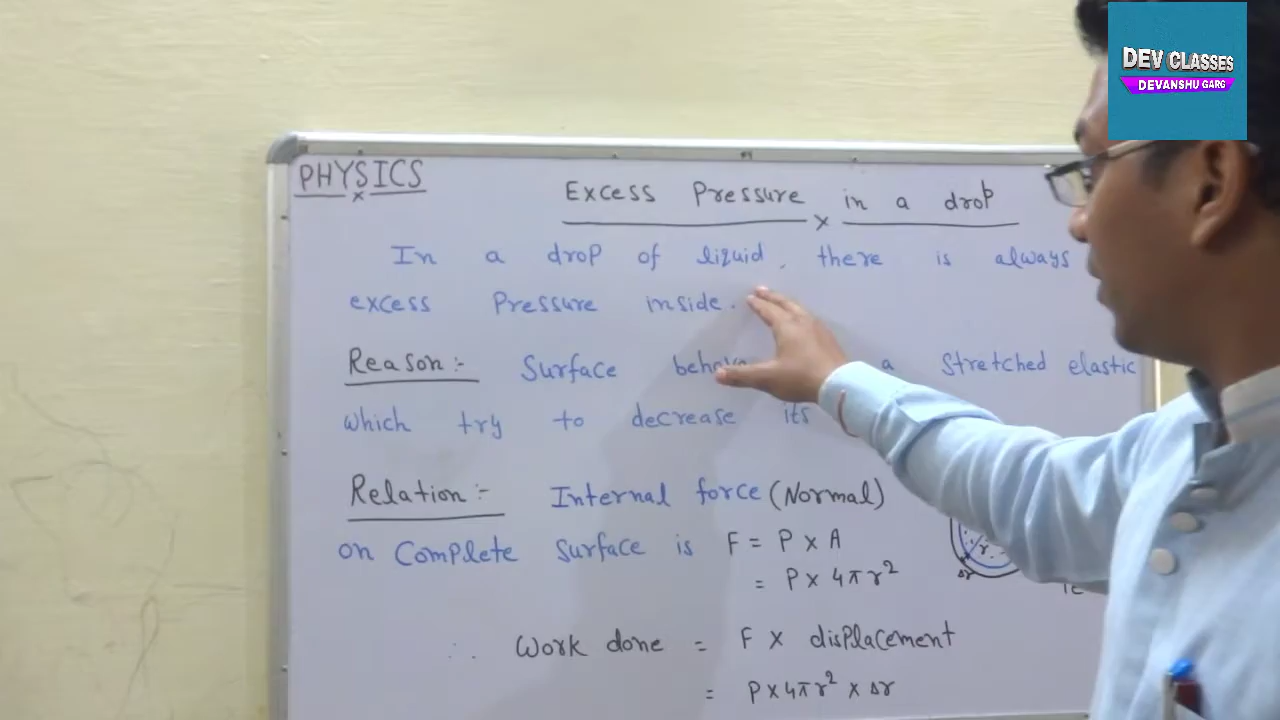 DEV CLASSES
DEVANSHU GARG
PHYSICS
Excess Pressure in a drop
In a drop of liquid, there is always
excess Pressure inside.
Reason:- Surface a Stretched elastic
which try to decrease its
Relation:- Internal force (Normal)
on Complete surface is F = P × A
= P × 4πr²
r
Δr
∴ Work done = F × displacement
= P×4πr² × Δr